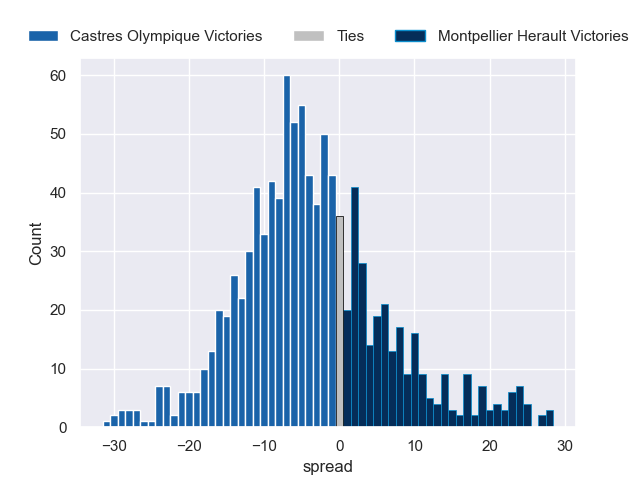 Castres Olympique Victories Ties Montpellier Herault Victories
60
50
40
30
20
10
0
Count
−30 −20 −10 0 10 20 30
spread